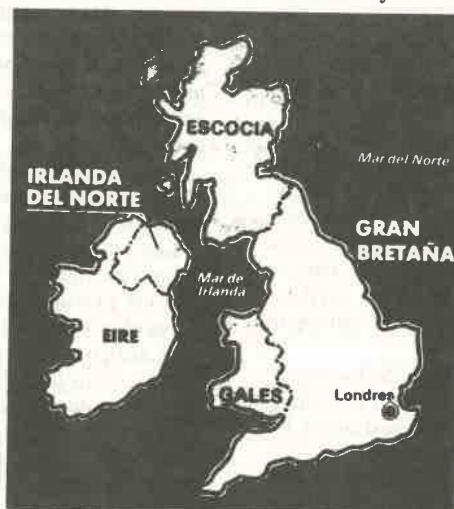 ESCOCIA
Mar del Norte
IRLANDA
DEL NORTE
GRAN
BRETAÑA
Mar de
Irlanda
EIRE
GALES
Londres